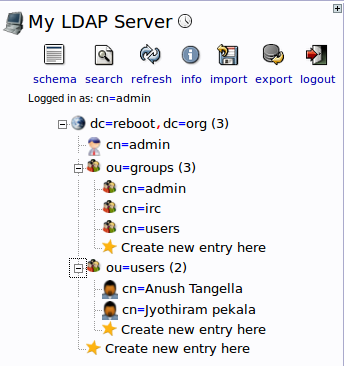 My LDAP Server
schema search refresh info import export logout
Logged in as: cn=admin
dc=reboot,dc=org (3)
cn=admin
ou=groups (3)
cn=admin
cn=irc
cn=users
Create new entry here
ou=users (2)
cn=Anush Tangella
cn=Jyothiram pekala
Create new entry here
Create new entry here